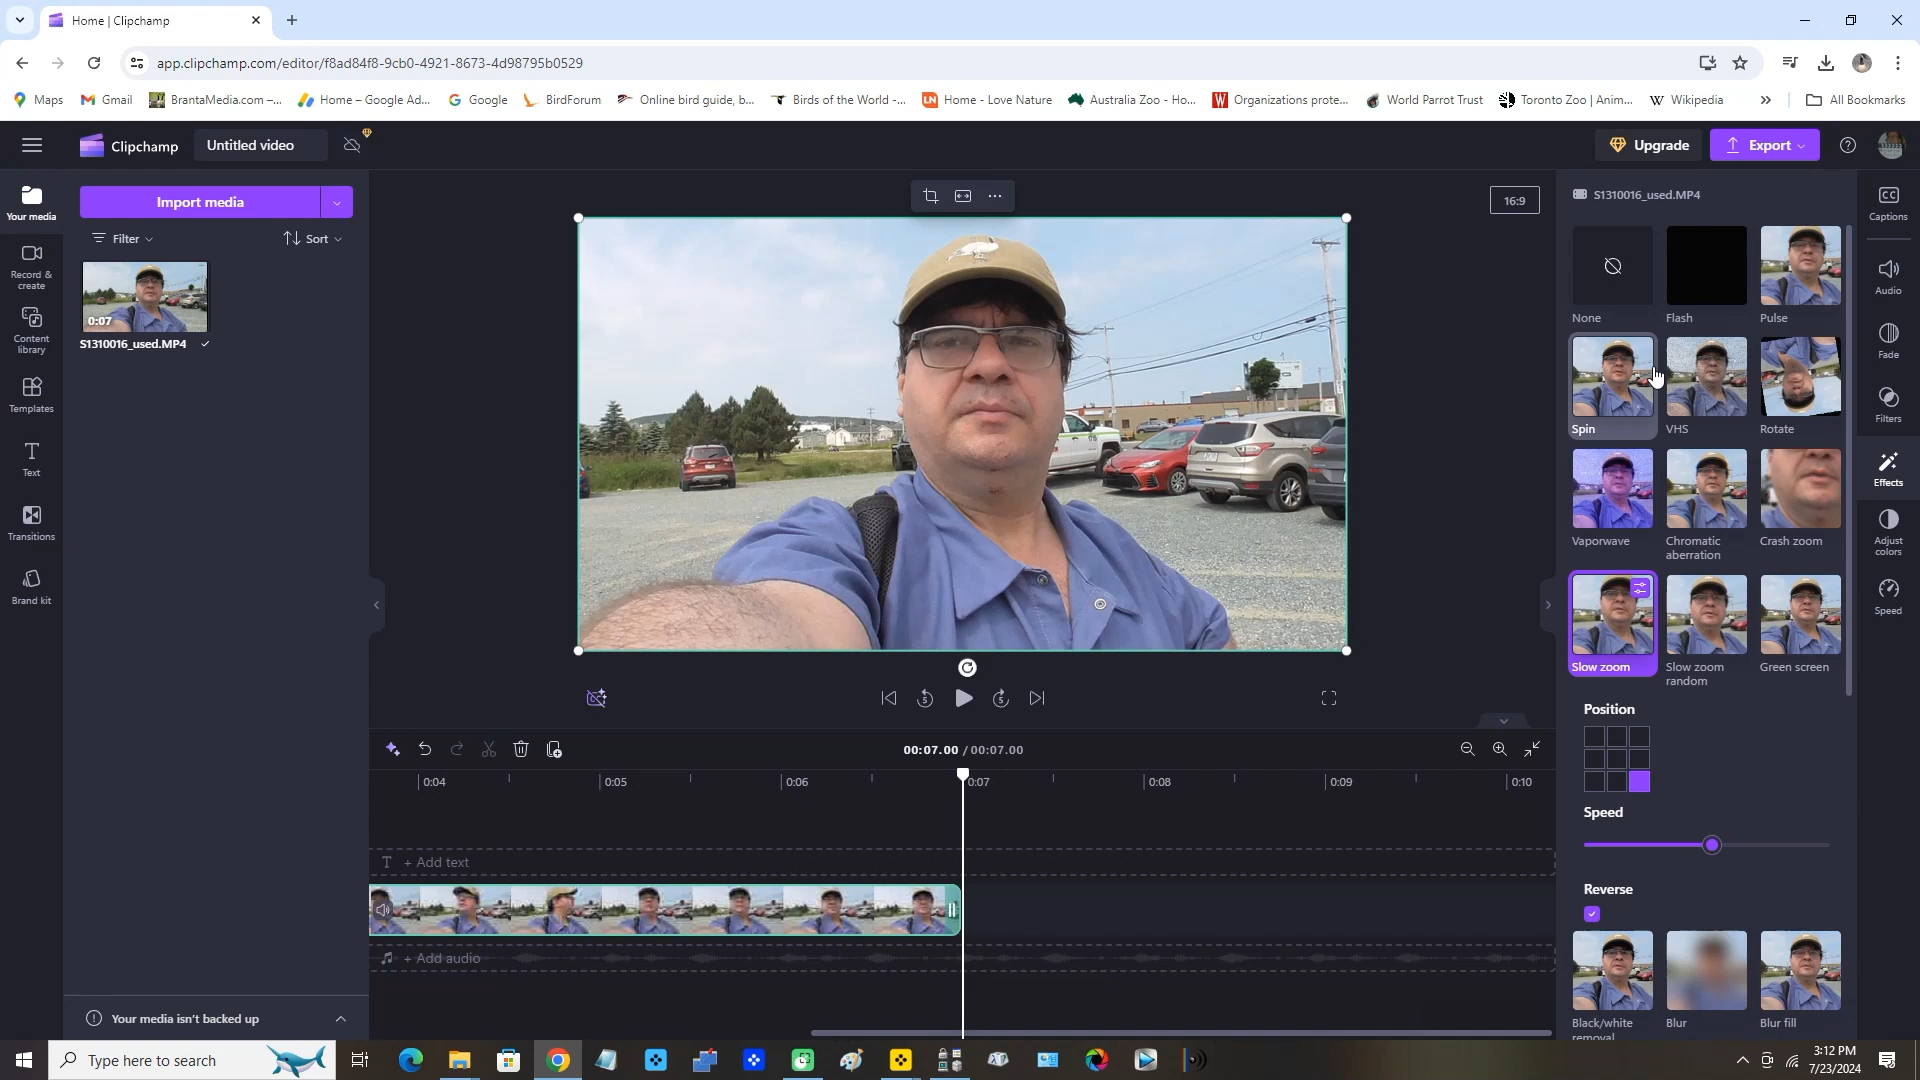 Home | Clipchamp
app.clipchamp.com/editor/f8ad84f8-9cb0-4921-8673-4d98795b0529
Maps
Gmail
BrantaMedia.com –...
Home – Google Ad...
Google
BirdForum
Online bird guide, b...
Birds of the World -...
LN Home - Love Nature
Australia Zoo - Ho...
W Organizations prote...
World Parrot Trust
Toronto Zoo | Anim...
W Wikipedia
All Bookmarks
Clipchamp
Untitled video
Upgrade
Export
Your media
Import media
Filter
Sort
0:07
S1310016_used.MP4
Record &
create
Content
library
Templates
Text
Transitions
Brand kit
Your media isn't backed up
16:9
S1310016_used.MP4
None
Flash
Pulse
Spin
VHS
Rotate
Vaporwave
Chromatic
aberration
Crash zoom
Slow zoom
Slow zoom
random
Green screen
Position
Speed
Reverse
Black/white
removal
Blur
Blur fill
CC
Captions
Audio
Fade
Filters
Effects
Adjust
colors
Speed
5
5
00:07.00 / 00:07.00
0:04
0:05
0:06
0:07
0:08
0:09
0:10
T + Add text
+ Add audio
Type here to search
3:12 PM
7/23/2024